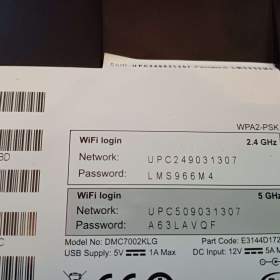 WPA2-PSK
WiFi login 2.4 GHz
Network: UPC249031307
Password: LMS966M4
WiFi login 5 GHz
Network: UPC509031307
Password: A63LAVQF
Model No: DMC7002KLG Part Code: E3144D172
USB Supply: 5V 1A Max DC Input: 12V 5A M